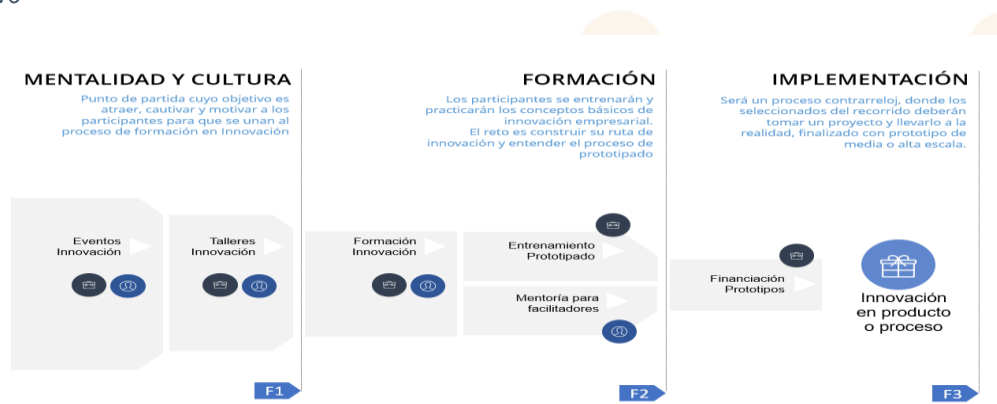 MENTALIDAD Y CULTURA
Punto de partida cuyo objetivo es
atraer, cautivar y motivar a los
participantes para que se unan al
proceso de formación en Innovación
FORMACIÓN
Los participantes se entrenarán y
practicarán los conceptos básicos de
innovación empresarial.
El reto es construir su ruta de
innovación y entender el proceso de
prototipado
IMPLEMENTACIÓN
Será un proceso contrarreloj, donde los
seleccionados del recorrido deberán
tomar un proyecto y llevarlo a la
realidad, finalizado con prototipo de
media o alta escala.
Eventos
Innovación
Talleres
Innovación
Formación
Innovación
Entrenamiento
Prototipado
Mentoría para
facilitadores
Financiación
Prototipos
Innovación
en producto
o proceso
F1
F2
F3